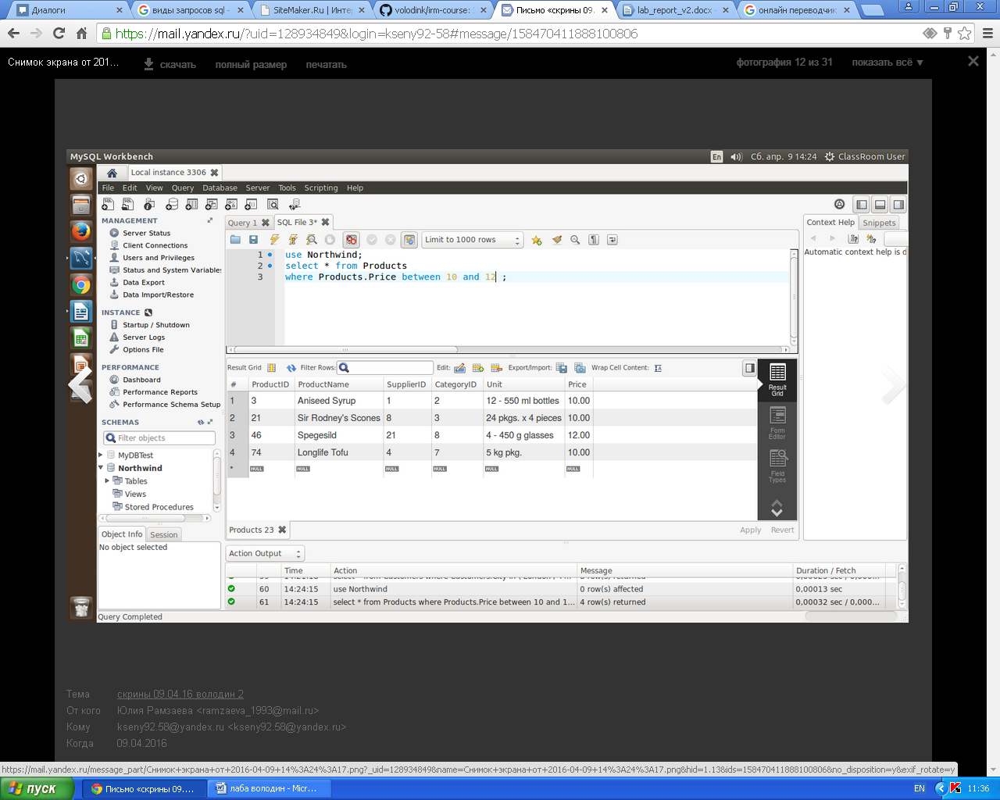 Диалоги
виды запросов sql -
SiteMaker.Ru | Инте
volodink/irm-course:
Письмо «скрины 09.
lab_report_v2.docx
онлайн переводчик
https://mail.yandex.ru/?uid=128934849&login=kseny92-58#message/158470411888100806
Снимок экрана от 201...
скачать
полный размер
печатать
фотография 12 из 31
показать всё ▼
MySQL Workbench
En
Сб. апр. 9 14:24
ClassRoom User
Local instance 3306
File Edit View Query Database Server Tools Scripting Help
MANAGEMENT
Server Status
Client Connections
Users and Privileges
Status and System Variables
Data Export
Data Import/Restore
INSTANCE
Startup / Shutdown
Server Logs
Options File
PERFORMANCE
Dashboard
Performance Reports
Performance Schema Setup
SCHEMAS
Filter objects
MyDBTest
Northwind
Tables
Views
Stored Procedures
Object Info Session
No object selected
Query 1
SQL File 3*
Limit to 1000 rows
1 use Northwind;
2 select * from Products
3 where Products.Price between 10 and 12 ;
Context Help Snippets
Automatic context help is d
Result Grid Filter Rows: Edit: Export/Import: Wrap Cell Content:
# ProductID ProductName SupplierID CategoryID Unit Price
1 3 Aniseed Syrup 1 2 12 - 550 ml bottles 10.00
2 21 Sir Rodney's Scones 8 3 24 pkgs. x 4 pieces 10.00
3 46 Spegesild 21 8 4 - 450 g glasses 12.00
4 74 Longlife Tofu 4 7 5 kg pkg. 10.00
* NULL NULL NULL NULL NULL NULL
Result Grid
Form Editor
Field Types
Products 23
Apply Revert
Action Output
Time Action Message Duration / Fetch
60 14:24:15 use Northwind 0 row(s) affected 0,00013 sec
61 14:24:15 select * from Products where Products.Price between 10 and 1... 4 row(s) returned 0,00032 sec / 0,000...
Query Completed
Тема скрины 09.04.16 володин 2
От кого Юлия Рамзаева <ramzaeva_1993@mail.ru>
Кому kseny92.58@yandex.ru <kseny92.58@yandex.ru>
Когда 09.04.2016
https://mail.yandex.ru/message_part/Снимок+экрана+от+2016-04-09+14%3A24%3A17.png?_uid=128934849&name=Снимок+экрана+от+2016-04-09+14%3A24%3A17.png&hid=1.13&ids=158470411888100806&no_disposition=y&exif_rotate=y
пуск
Письмо «скрины 09....
лаба володин - Micr...
EN
11:36